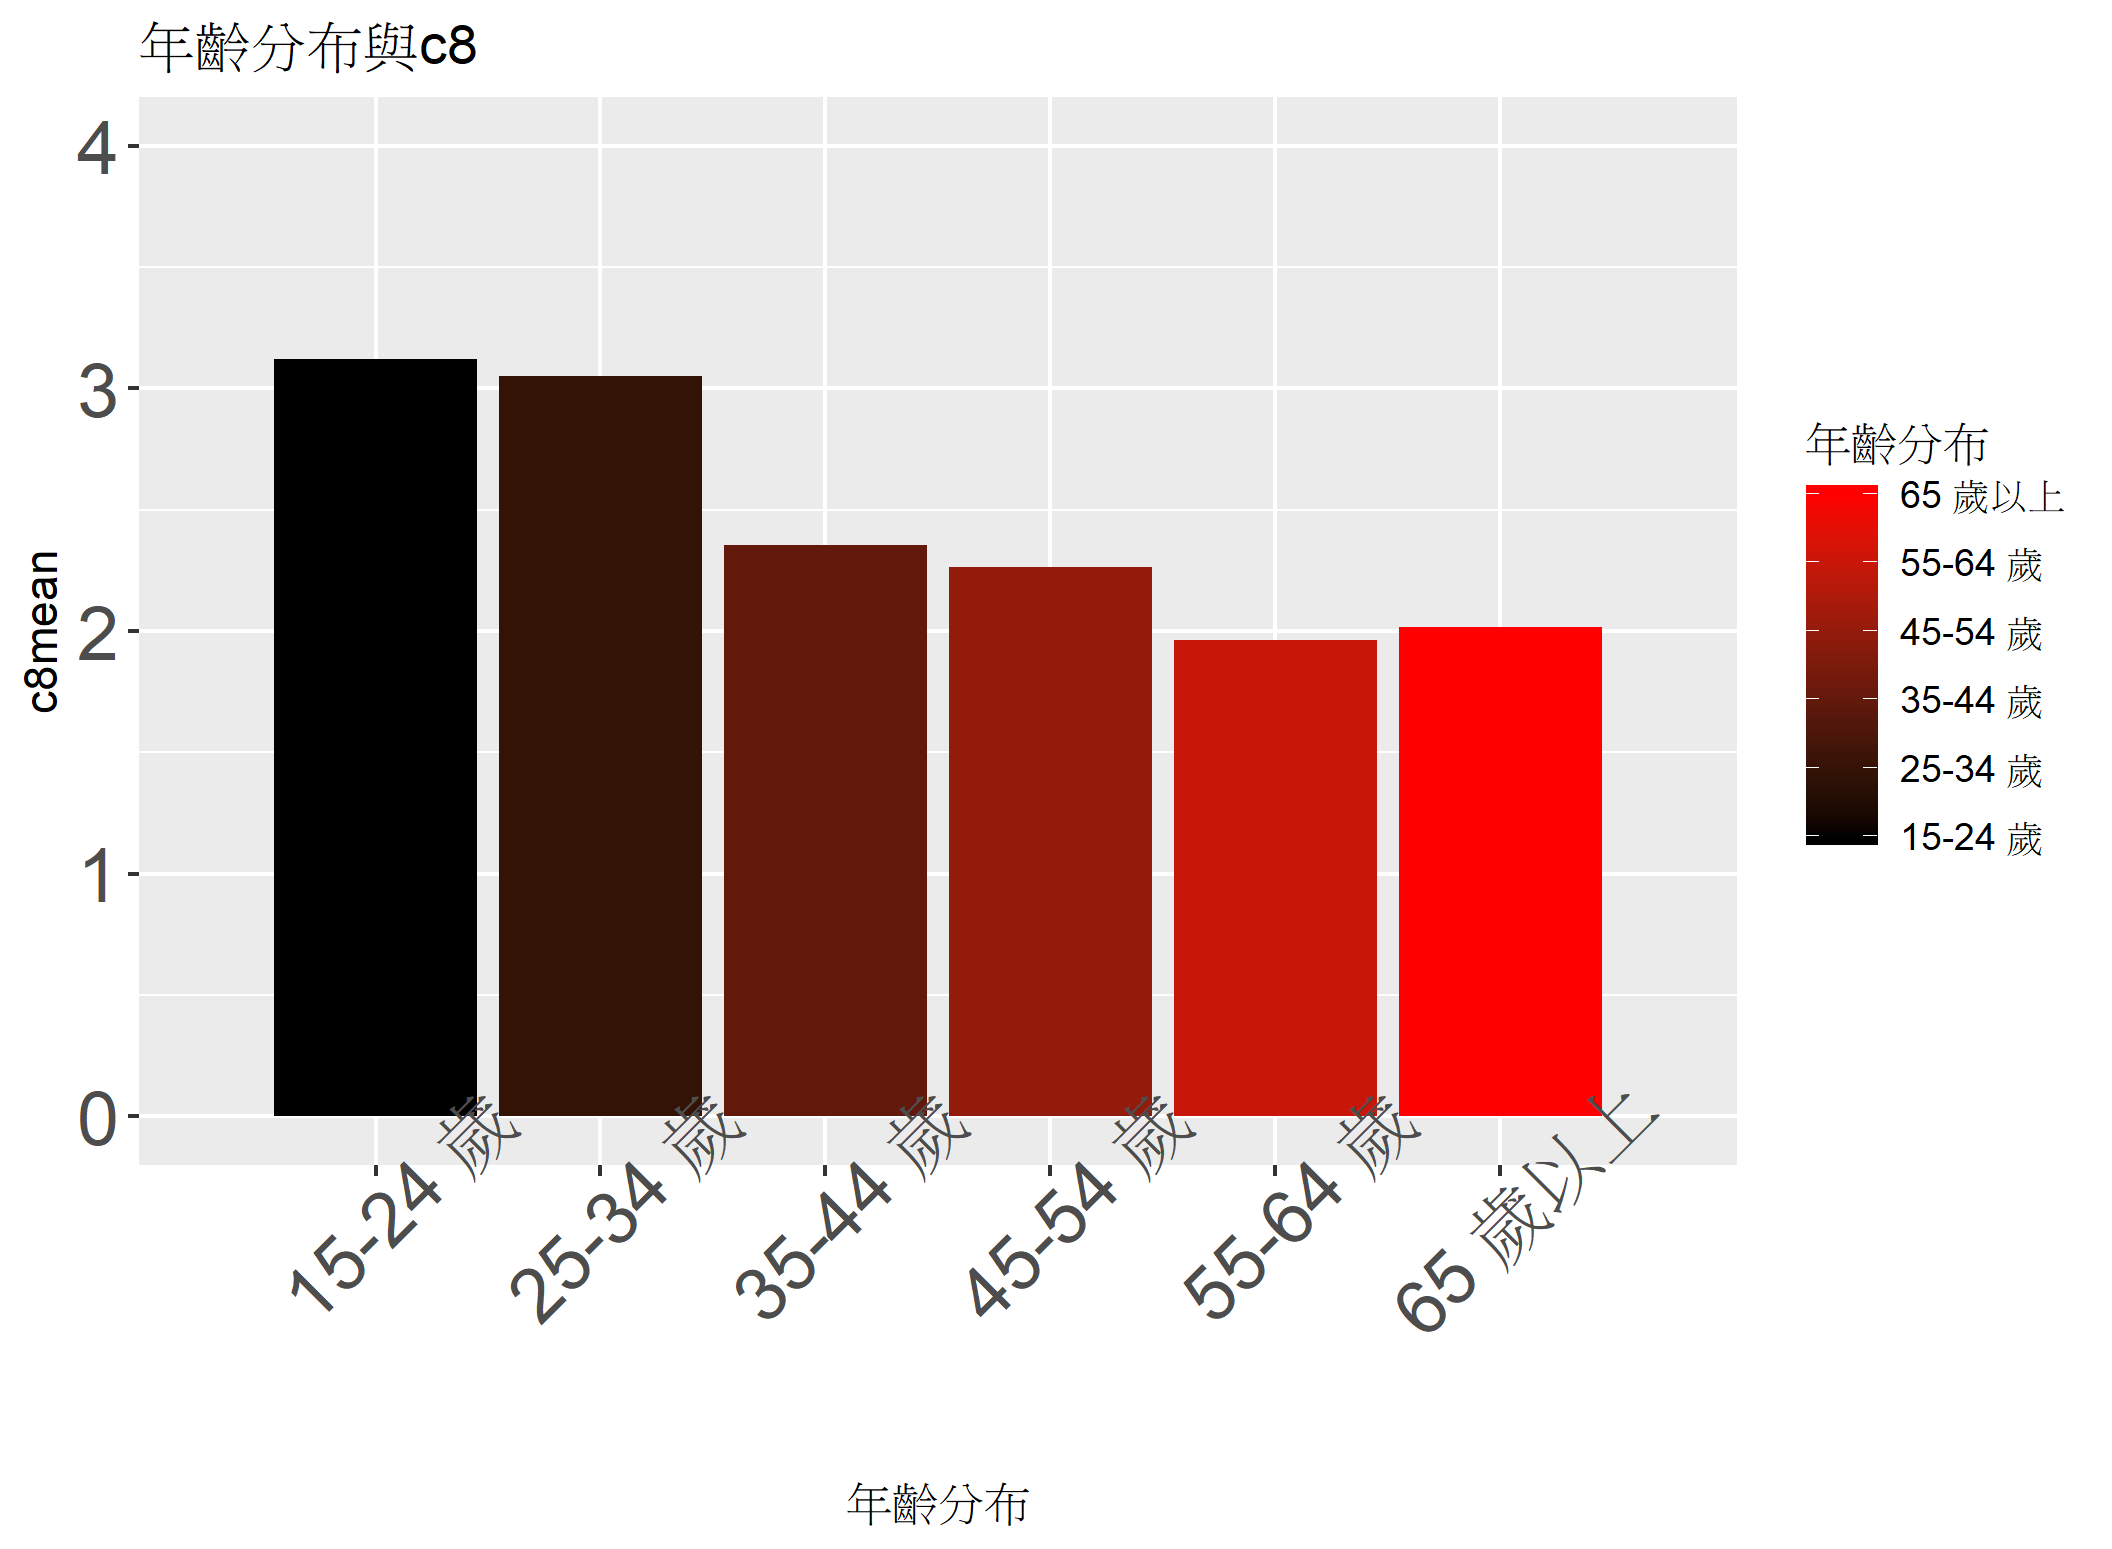 年齡分布與c8
4
3
2
1
0
c8mean
15-24 歲
25-34 歲
35-44 歲
45-54 歲
55-64 歲
65 歲以上
年齡分布
年齡分布
65 歲以上
55-64 歲
45-54 歲
35-44 歲
25-34 歲
15-24 歲